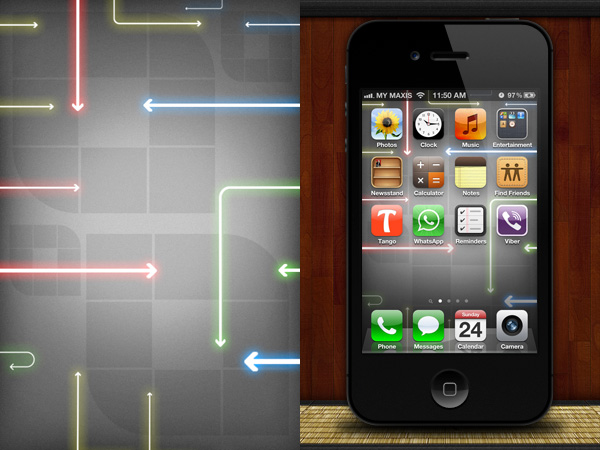 MY MAXIS 11:50 AM 97%
Photos Clock Music Entertainment
Newsstand Calculator Notes Find Friends
Tango WhatsApp Reminders Viber
Sunday
24
Phone Messages Calendar Camera